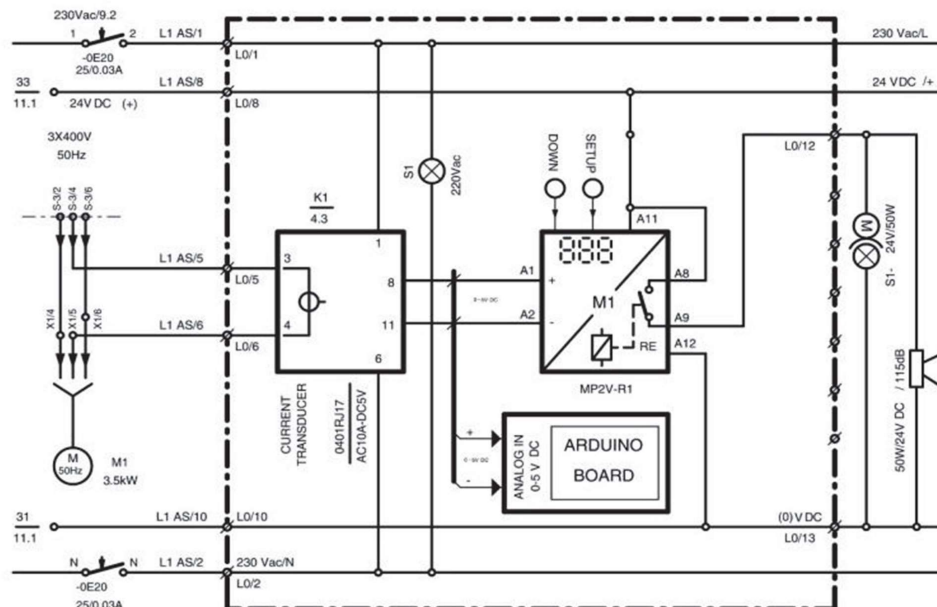 230Vac/9.2
1
2
L1 AS/1
L0/1
230 Vac/L
-0E20
25/0.03A
33
11.1
24V DC (+)
L1 AS/8
L0/8
24 VDC /+
3X400V
50Hz
S-3/2
S-3/4
S-3/6
L1 AS/5
L0/5
X1/4
X1/5
X1/6
L1 AS/6
L0/6
M
50Hz
M1
3.5kW
K1
4.3
1
3
8
4
11
6
CURRENT
TRANSDUCER
0401RJ17
AC10A-DC5V
S1
220Vac
DOWN
SETUP
A11
888
A1
+
M1
A8
A2
-
A9
RE
A12
MP2V-R1
0-5V DC
+
0-5V DC
-
ANALOG IN
0-5 V DC
ARDUINO
BOARD
L0/12
M
24V/50W
S1-
50W/24V DC / 115dB
31
11.1
L1 AS/10
L0/10
(0) V DC
L0/13
N
N
L1 AS/2
230 Vac/N
L0/2
-0E20
25/0.03A